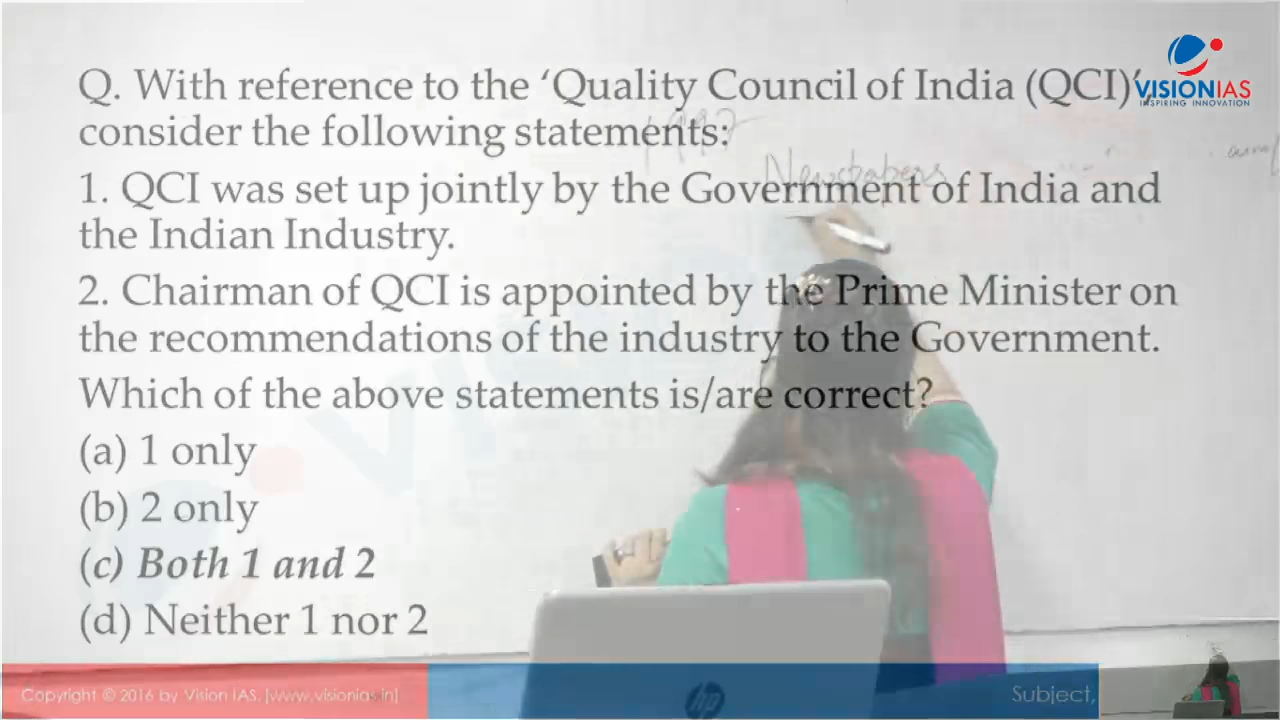 VISIONIAS
INSPIRING INNOVATION
Q. With reference to the ‘Quality Council of India (QCI)’,
consider the following statements:
1997
Newspapers
1. QCI was set up jointly by the Government of India and
the Indian Industry.
2. Chairman of QCI is appointed by the Prime Minister on
the recommendations of the industry to the Government.
Which of the above statements is/are correct?
(a) 1 only
(b) 2 only
(c) Both 1 and 2
(d) Neither 1 nor 2
Copyright © 2016 by Vision IAS. [www.visionias.in]
hp
Subject,